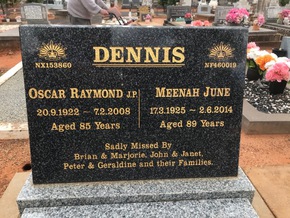 DENNIS
NX153860 NF460019
OSCAR RAYMOND J.P. MEENAH JUNE
20.9.1922 ~ 7.2.2008 17.3.1925 ~ 2.6.2014
Aged 85 Years Aged 89 Years
Sadly Missed By
Brian & Marjorie, John & Janet,
Peter & Geraldine and their Families.